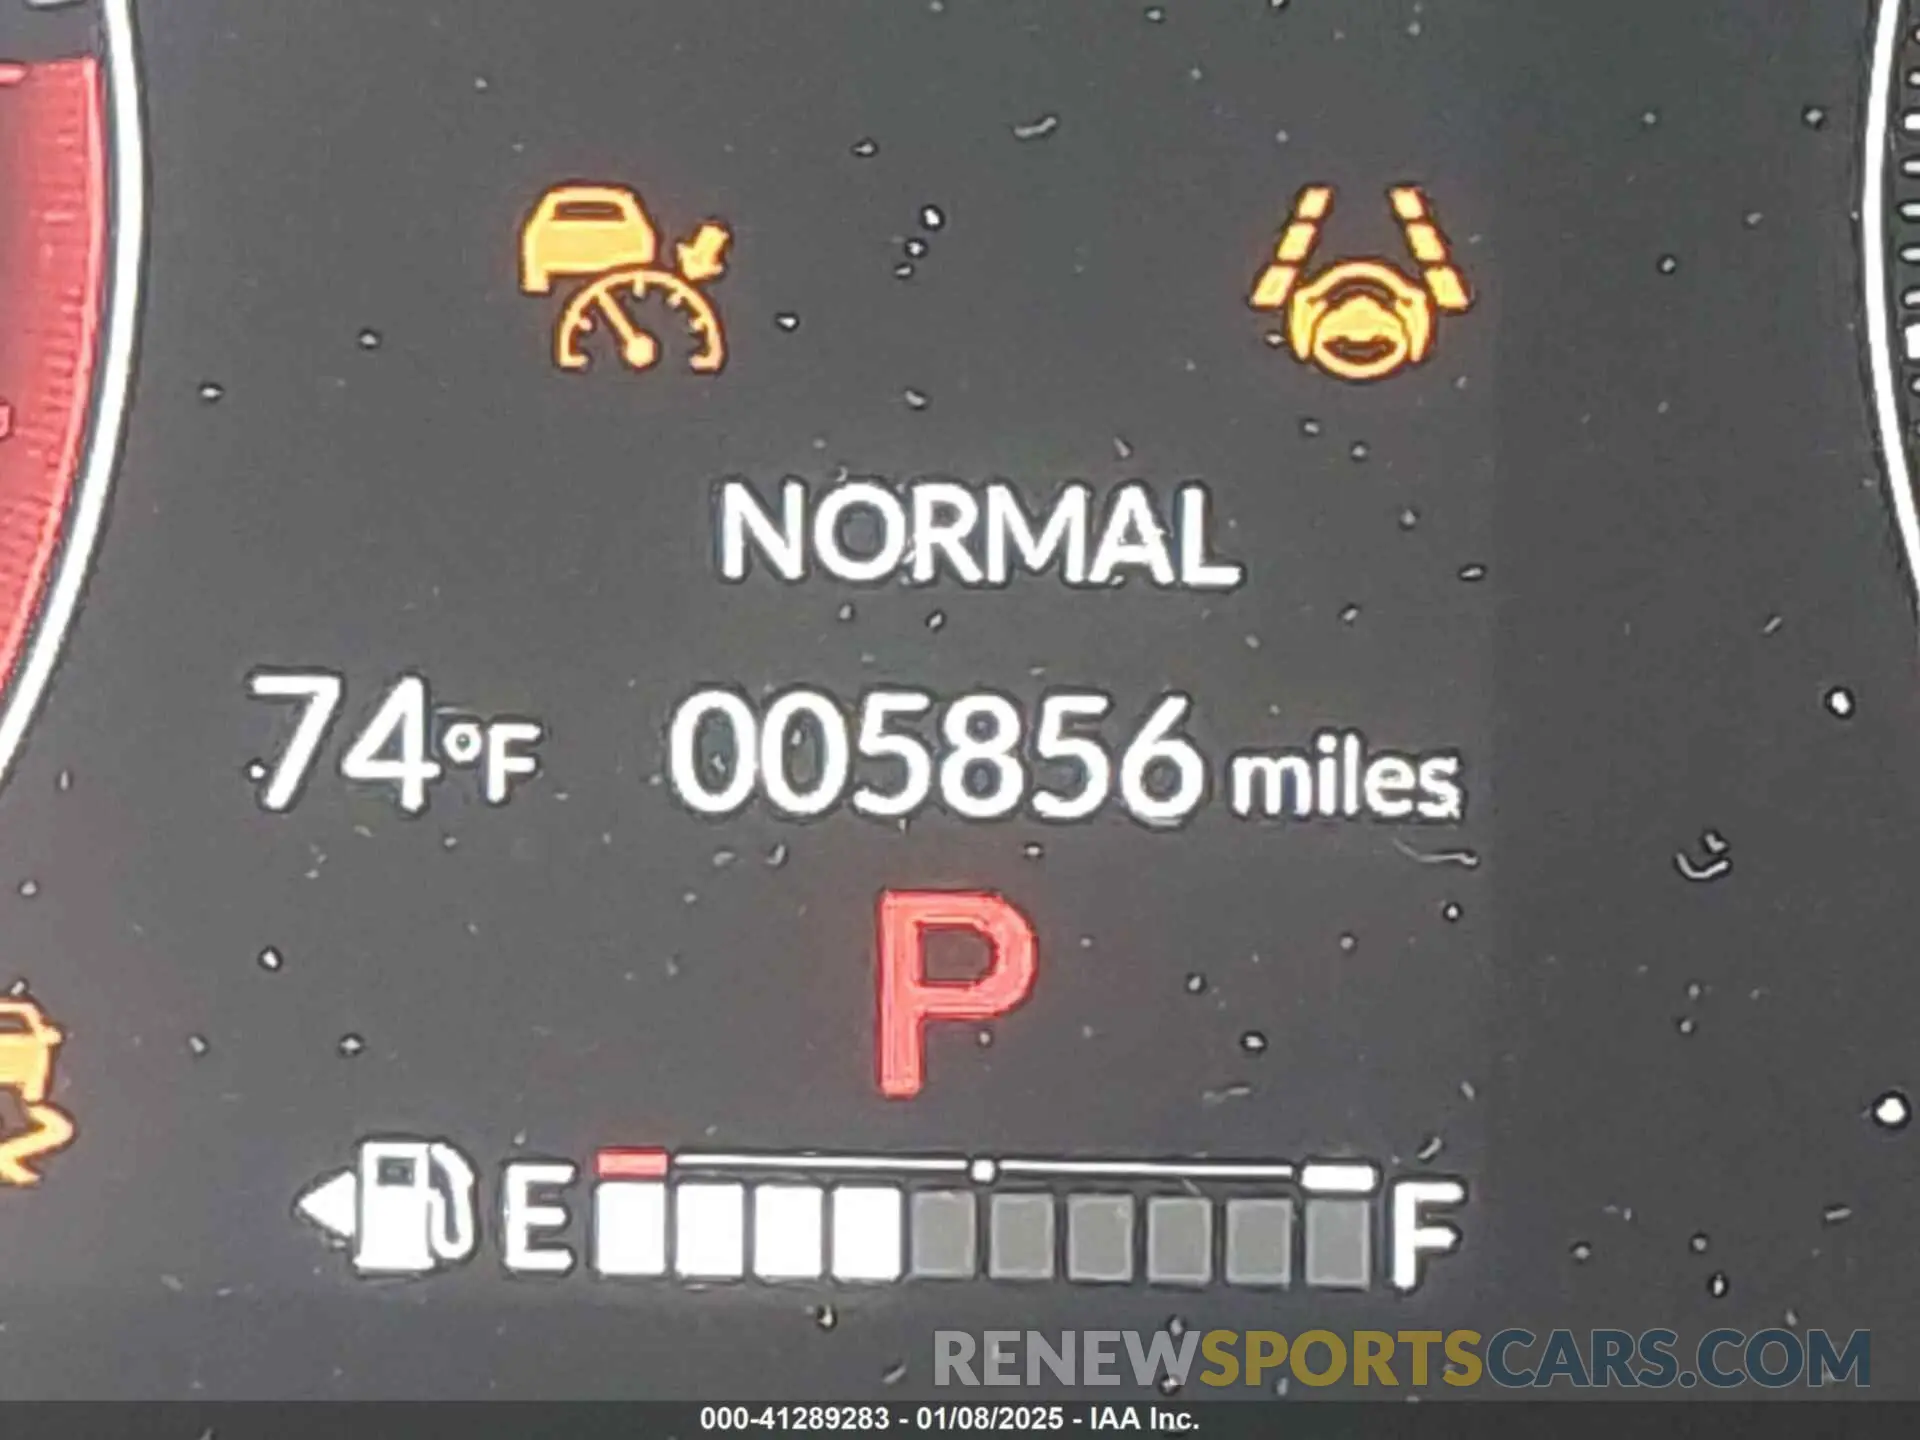 NORMAL
74°F 005856 miles
P
E F
RENEWSPORTSCARS.COM
000-41289283 - 01/08/2025 - IAA Inc.